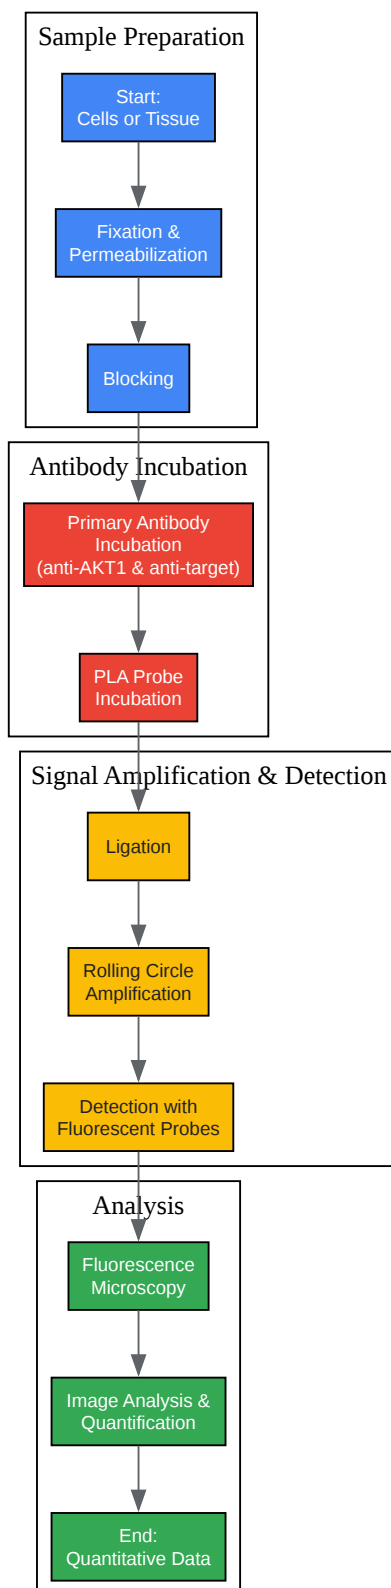 Sample Preparation
Start:
Cells or Tissue
Fixation &
Permeabilization
Blocking
Antibody Incubation
Primary Antibody
Incubation
(anti-AKT1 & anti-target)
PLA Probe
Incubation
Signal Amplification & Detection
Ligation
Rolling Circle
Amplification
Detection with
Fluorescent Probes
Analysis
Fluorescence
Microscopy
Image Analysis &
Quantification
End:
Quantitative Data